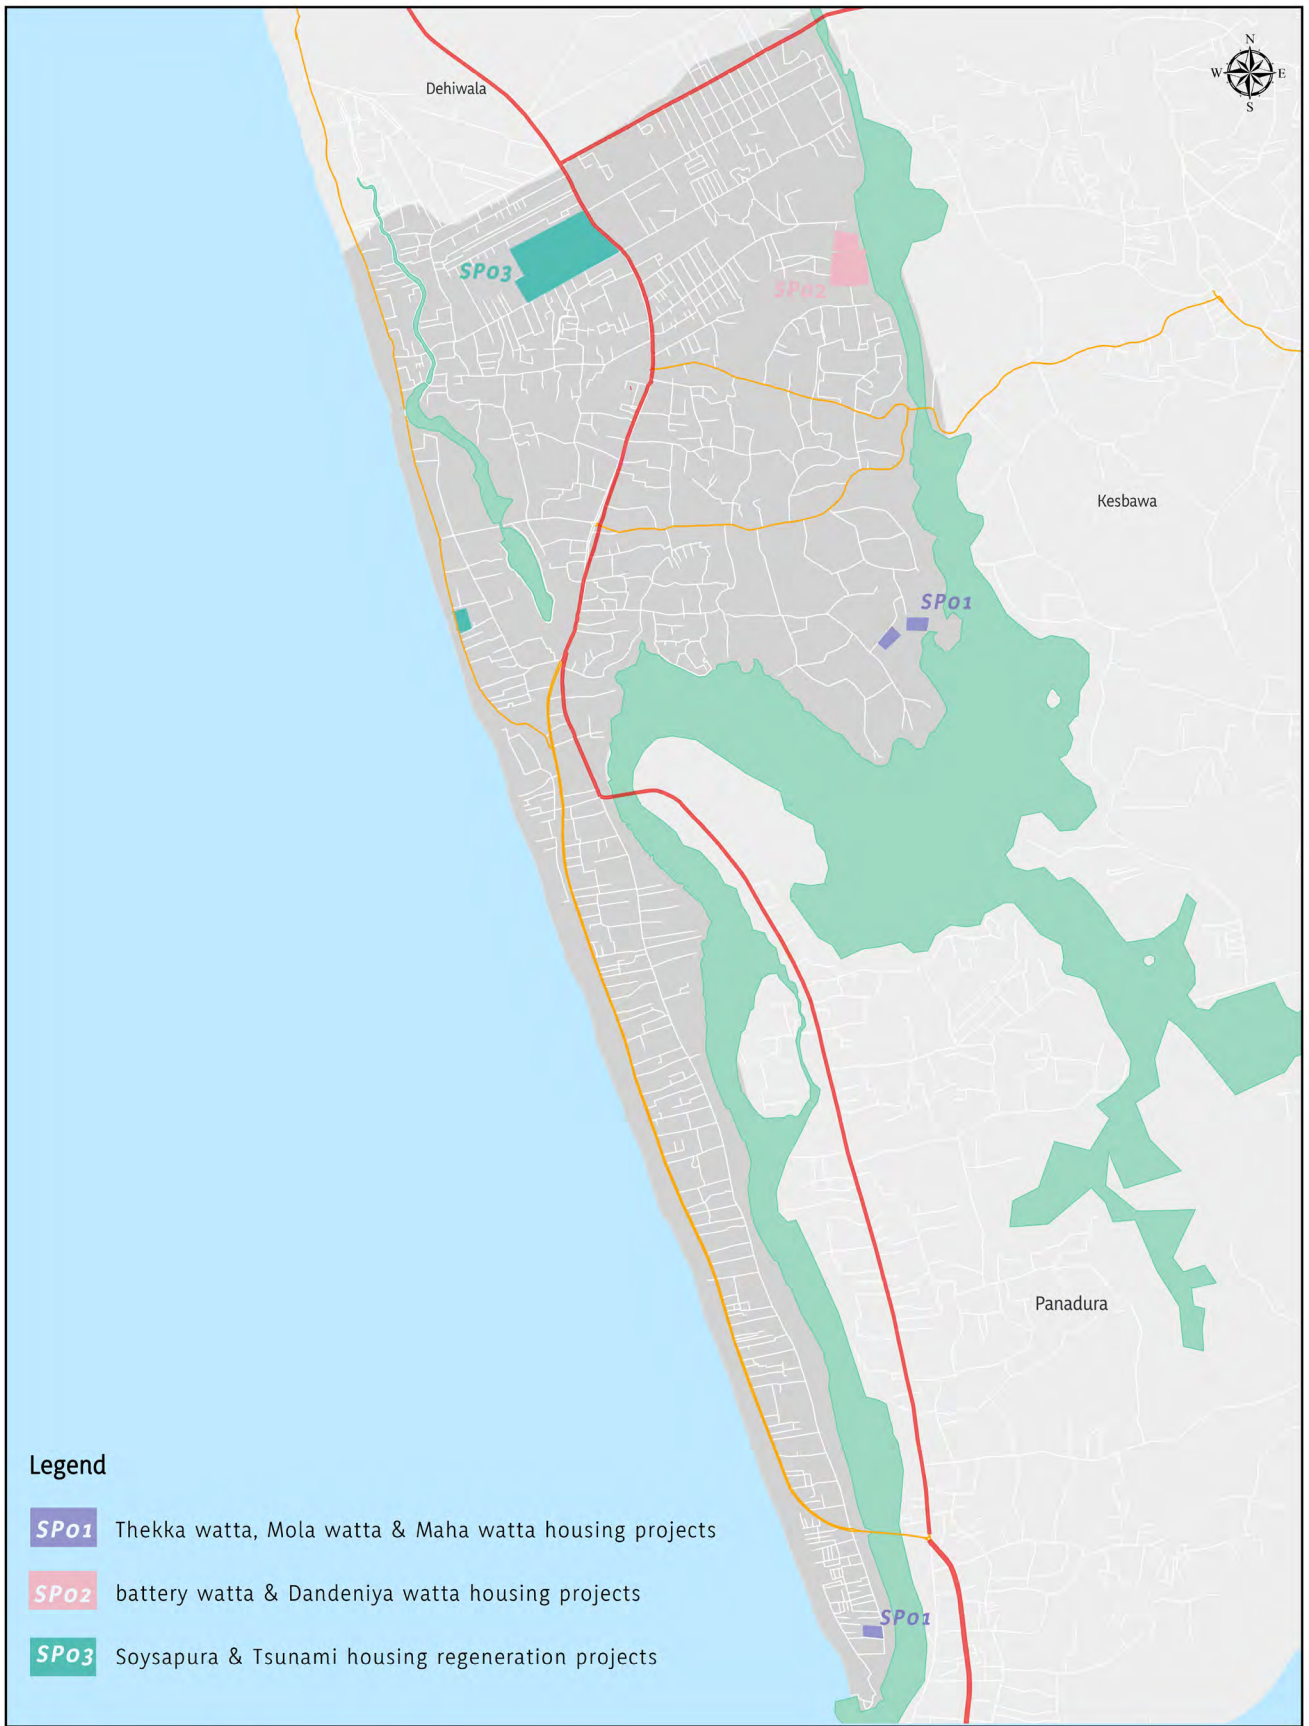 N
W E
S
Dehiwala
SP03
SP02
Kesbawa
SP01
Panadura
Legend
SP01 Thekka watta, Mola watta & Maha watta housing projects
SP02 battery watta & Dandeniya watta housing projects
SP01
SP03 Soysapura & Tsunami housing regeneration projects